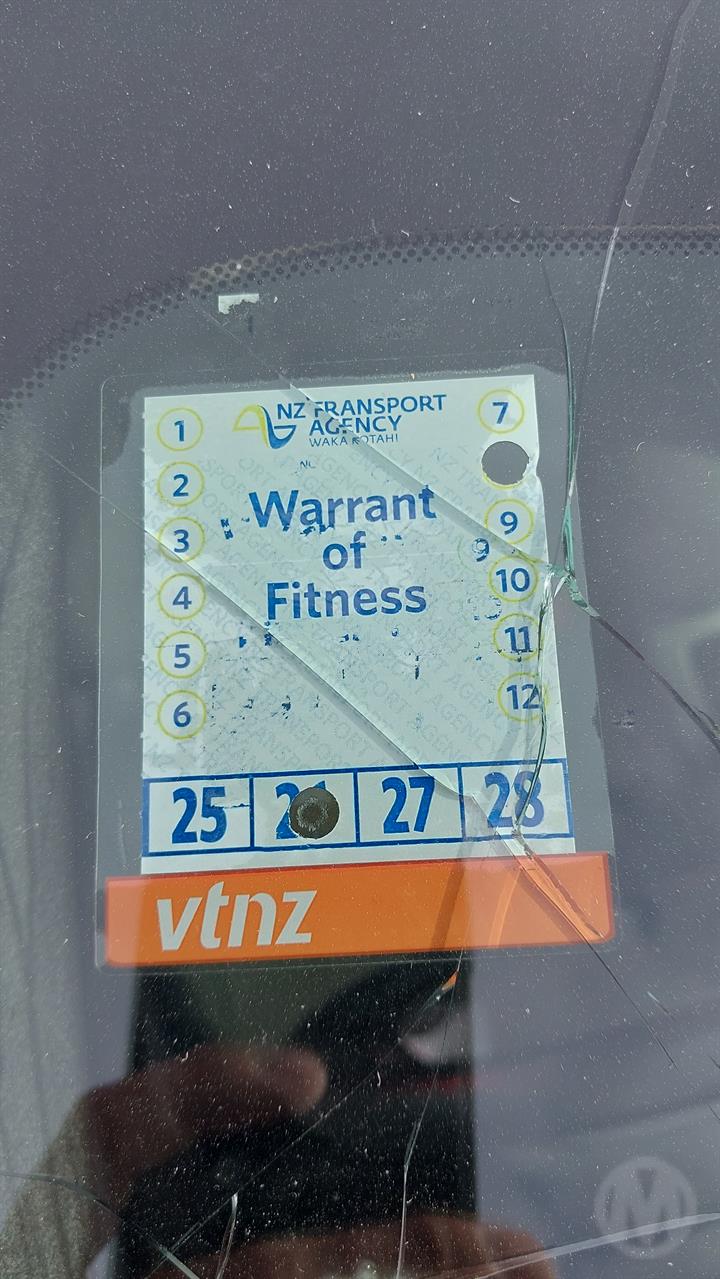 NZ TRANSPORT
AGENCY
WAKA KOTAHI
1
2
3
4
5
6
7
9
10
11
12
Warrant
of
Fitness
9
25 27 28
vtnz
M